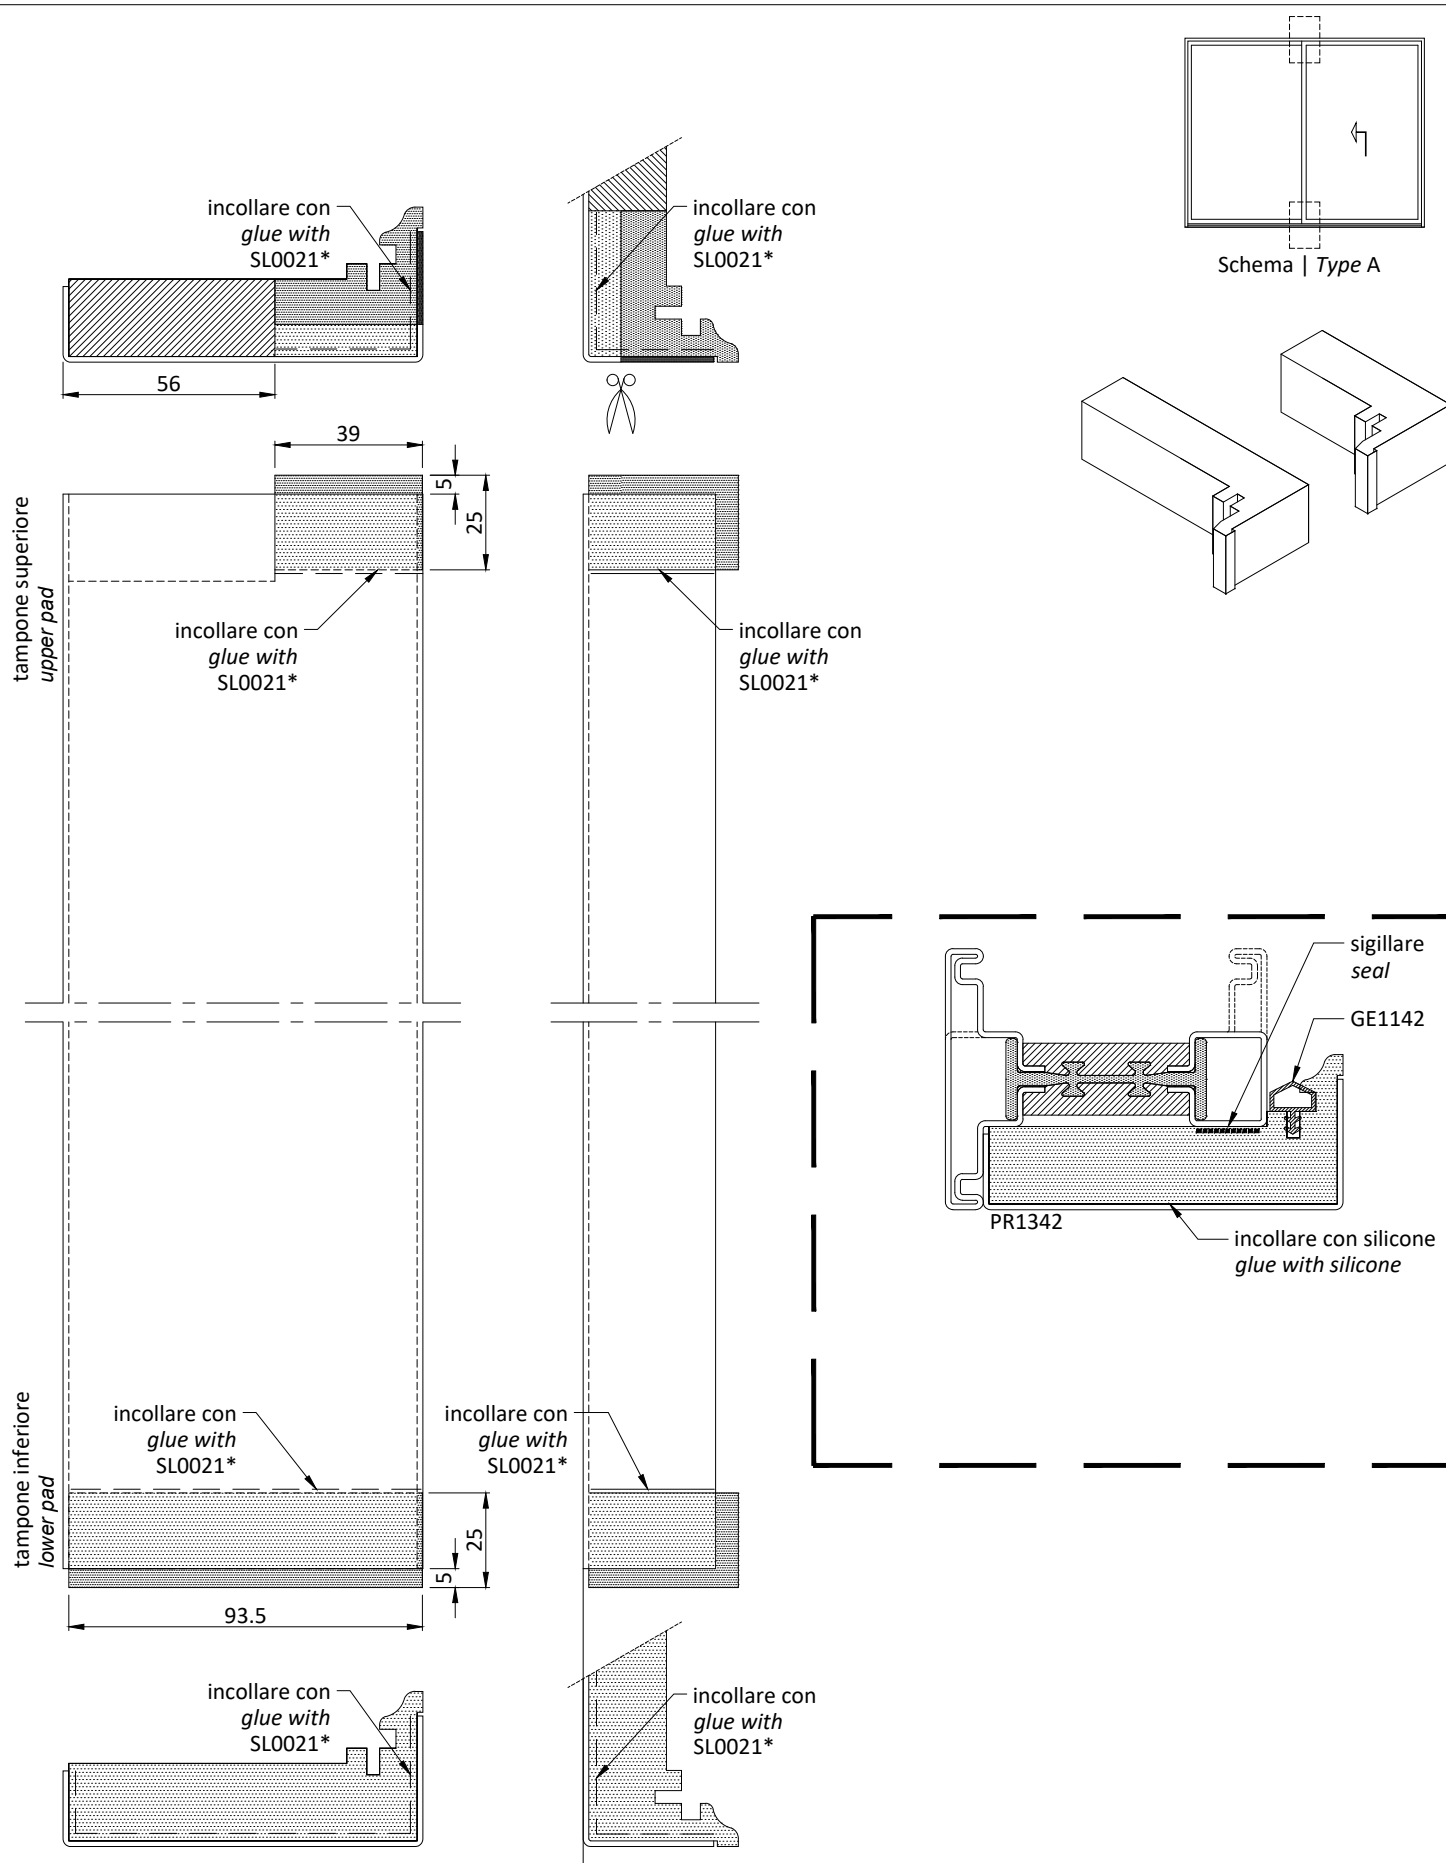 Schema | Type A
incollare con
glue with
SL0021*
incollare con
glue with
SL0021*
56
39
5
25
tampone superiore
upper pad
incollare con
glue with
SL0021*
incollare con
glue with
SL0021*
sigillare
seal
GE1142
PR1342
incollare con silicone
glue with silicone
tampone inferiore
lower pad
incollare con
glue with
SL0021*
incollare con
glue with
SL0021*
25
5
93.5
incollare con
glue with
SL0021*
incollare con
glue with
SL0021*